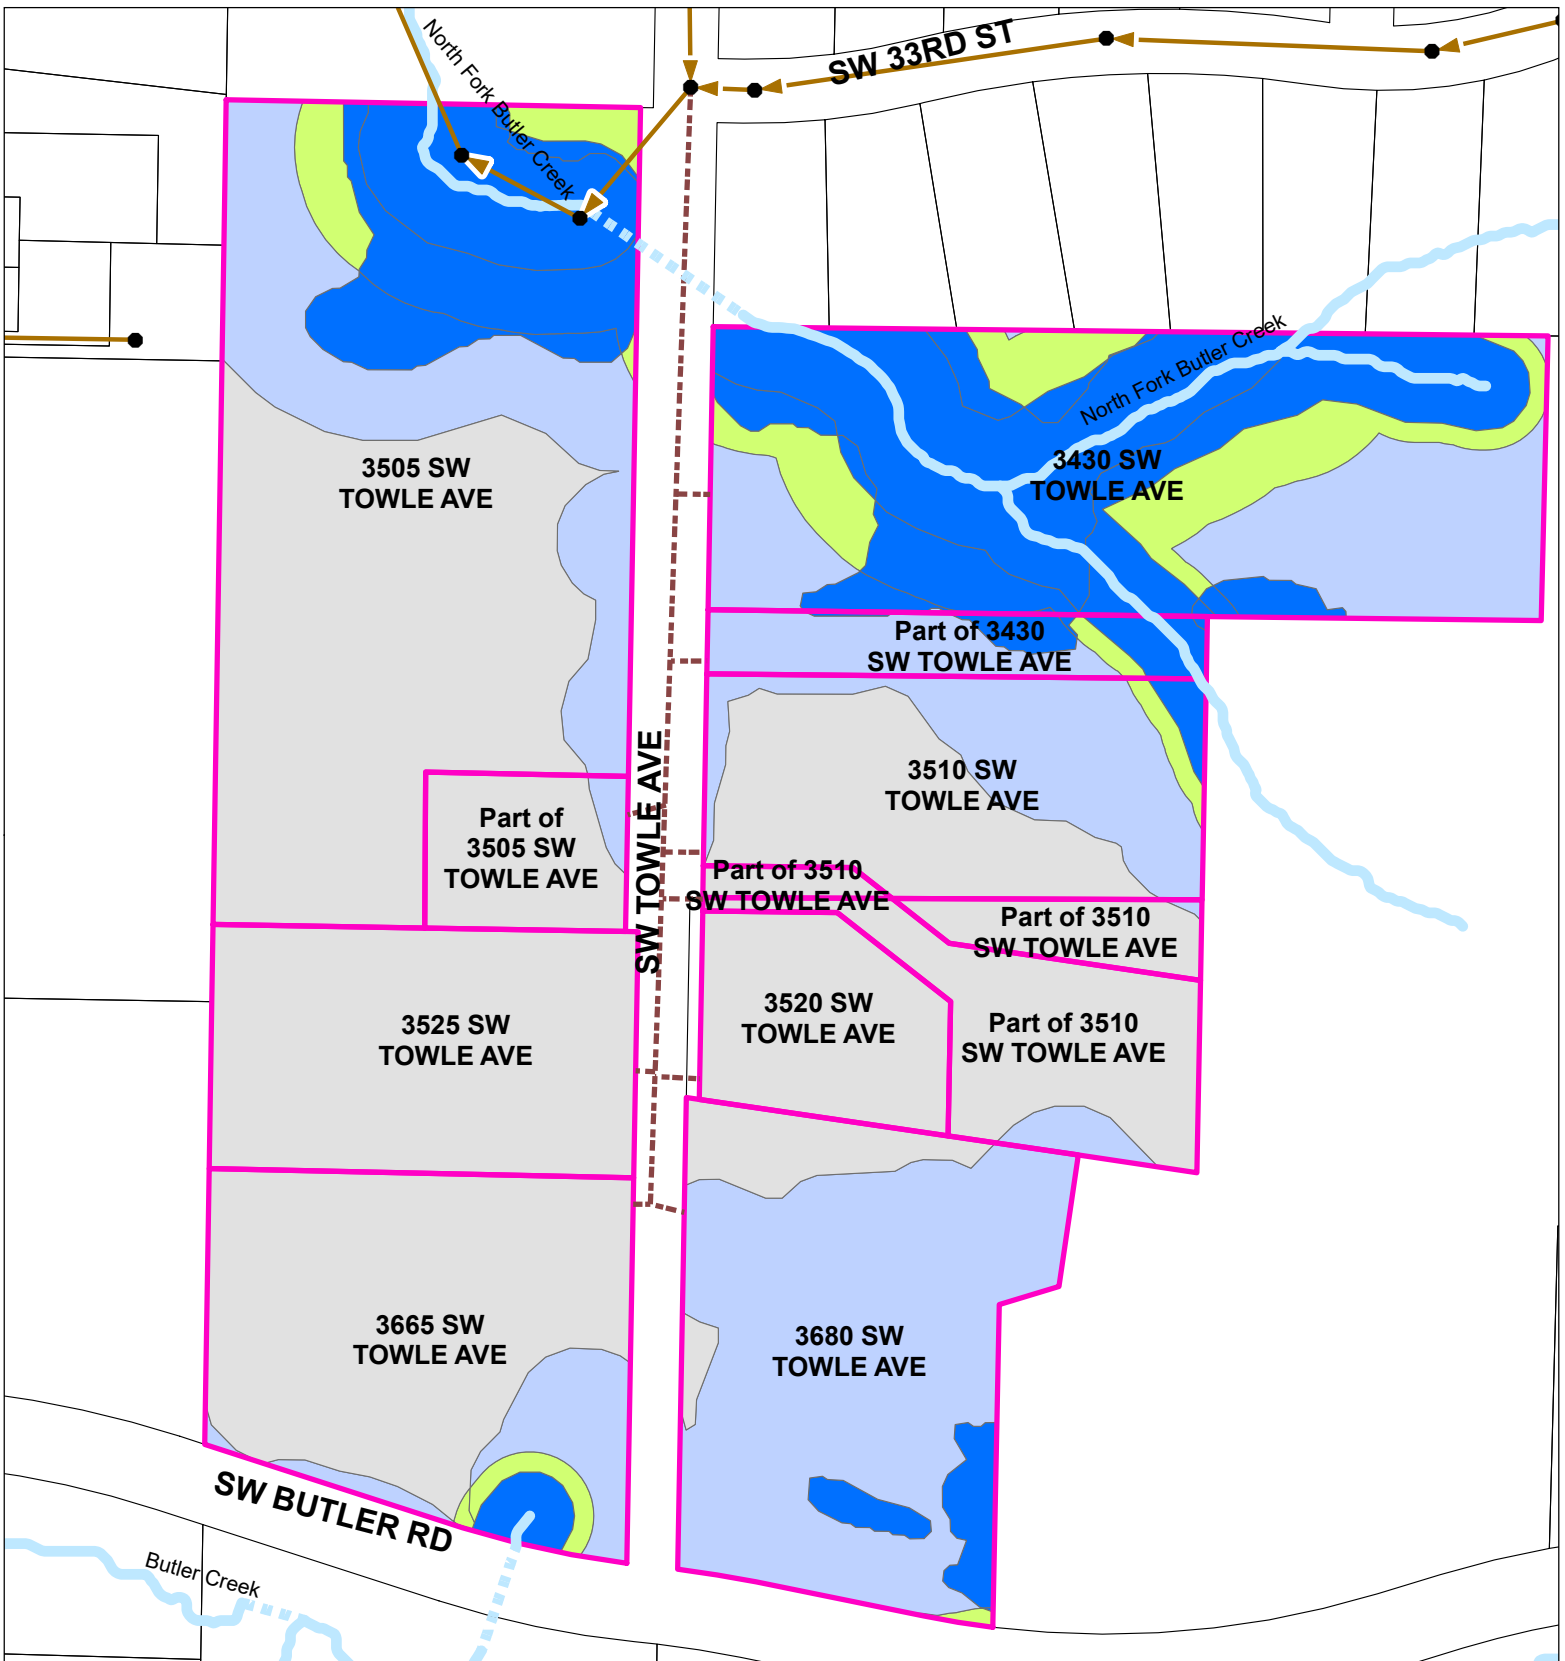 North Fork Butler Creek
SW 33RD ST
North Fork Butler Creek
3505 SW
TOWLE AVE
3430 SW
TOWLE AVE
Part of 3430
SW TOWLE AVE
SW TOWLE AVE
3510 SW
TOWLE AVE
Part of
3505 SW
TOWLE AVE
Part of 3510
SW TOWLE AVE
Part of 3510
SW TOWLE AVE
3520 SW
TOWLE AVE
Part of 3510
SW TOWLE AVE
3525 SW
TOWLE AVE
3665 SW
TOWLE AVE
3680 SW
TOWLE AVE
SW BUTLER RD
Butler Creek